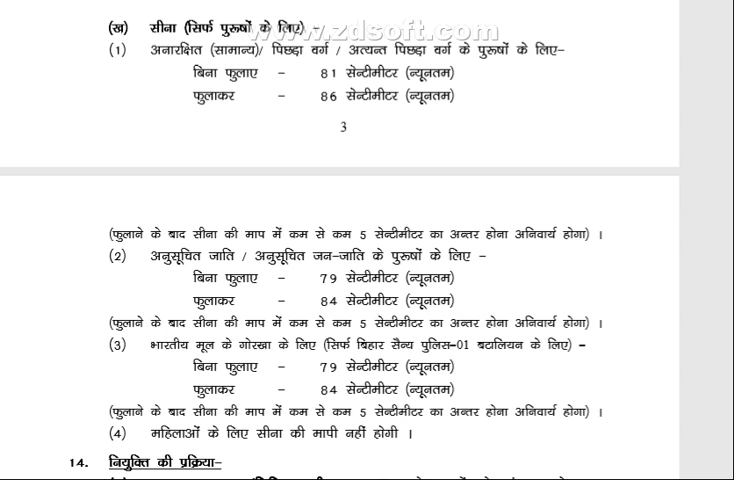 (ख) सीना (सिर्फ पुरूषों के लिए) –
www.zdsoft.com
(1) अनारक्षित (सामान्य)/ पिछड़ा वर्ग / अत्यन्त पिछड़ा वर्ग के पुरूषों के लिए–
बिना फुलाए – 81 सेन्टीमीटर (न्यूनतम)
फुलाकर – 86 सेन्टीमीटर (न्यूनतम)
3
(फुलाने के बाद सीना की माप में कम से कम 5 सेन्टीमीटर का अन्तर होना अनिवार्य होगा) ।
(2) अनुसूचित जाति / अनुसूचित जन–जाति के पुरूषों के लिए –
बिना फुलाए – 79 सेन्टीमीटर (न्यूनतम)
फुलाकर – 84 सेन्टीमीटर (न्यूनतम)
(फुलाने के बाद सीना की माप में कम से कम 5 सेन्टीमीटर का अन्तर होना अनिवार्य होगा) ।
(3) भारतीय मूल के गोरखा के लिए (सिर्फ बिहार सैन्य पुलिस–01 बटालियन के लिए) –
बिना फुलाए – 79 सेन्टीमीटर (न्यूनतम)
फुलाकर – 84 सेन्टीमीटर (न्यूनतम)
(फुलाने के बाद सीना की माप में कम से कम 5 सेन्टीमीटर का अन्तर होना अनिवार्य होगा) ।
(4) महिलाओं के लिए सीना की मापी नहीं होगी ।
14. नियुक्ति की प्रक्रिया–